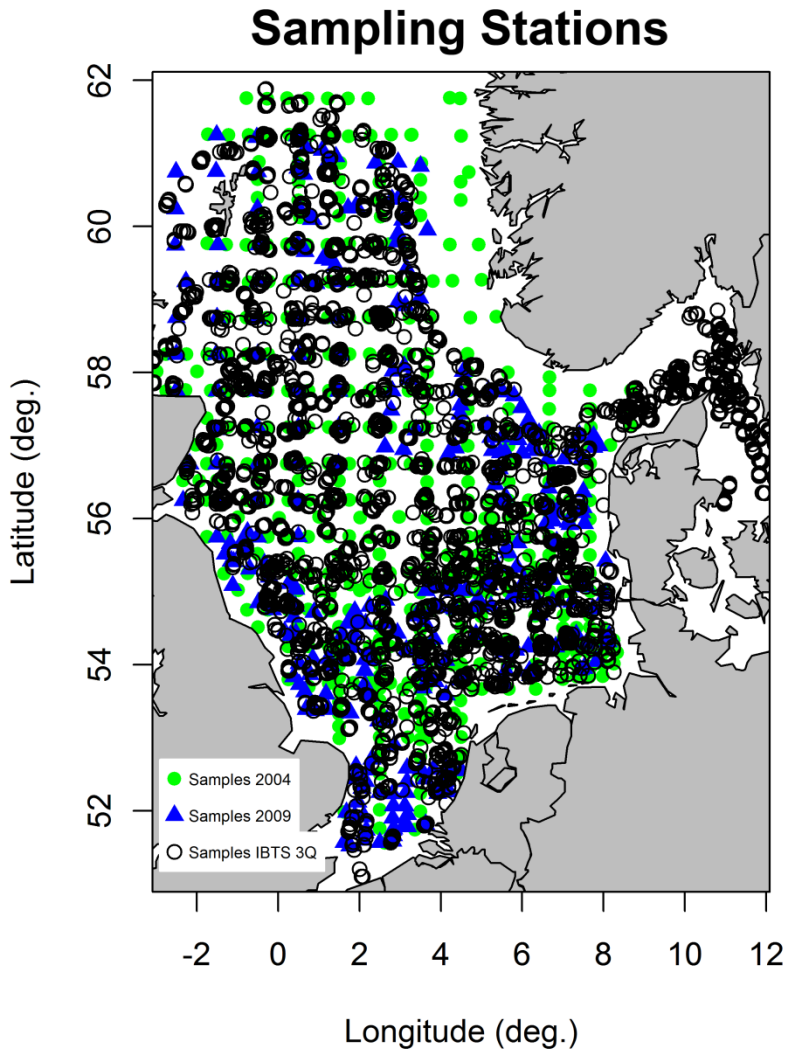 Sampling Stations
62
60
58
56
54
52
Latitude (deg.)
Samples 2004
Samples 2009
Samples IBTS 3Q
-2 0 2 4 6 8 10 12
Longitude (deg.)